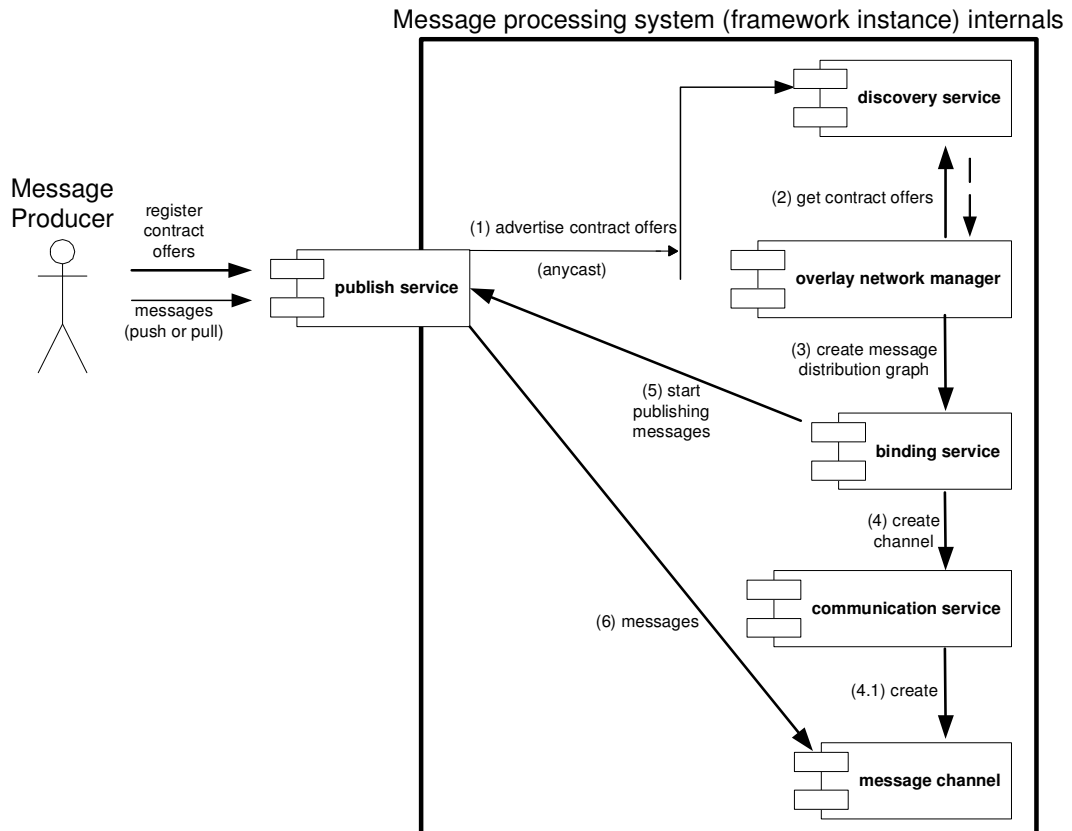 Message processing system (framework instance) internals
discovery service
Message
Producer
register
contract
offers
(1) advertise contract offers
(anycast)
(2) get contract offers
publish service
overlay network manager
messages
(push or pull)
(3) create message
distribution graph
(5) start
publishing
messages
binding service
(4) create
channel
communication service
(6) messages
(4.1) create
message channel